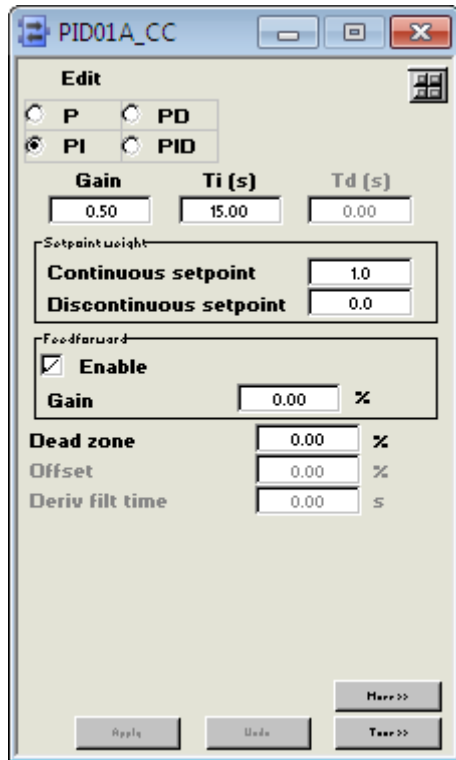 PID01A_CC
Edit
P PD
PI PID
Gain Ti (s) Td (s)
0.50 15.00 0.00
Setpoint weight
Continuous setpoint 1.0
Discontinuous setpoint 0.0
Feedforward
Enable
Gain 0.00 %
Dead zone 0.00 %
Offset 0.00 %
Deriv filt time 0.00 s
More >>
Apply Undo Tune >>